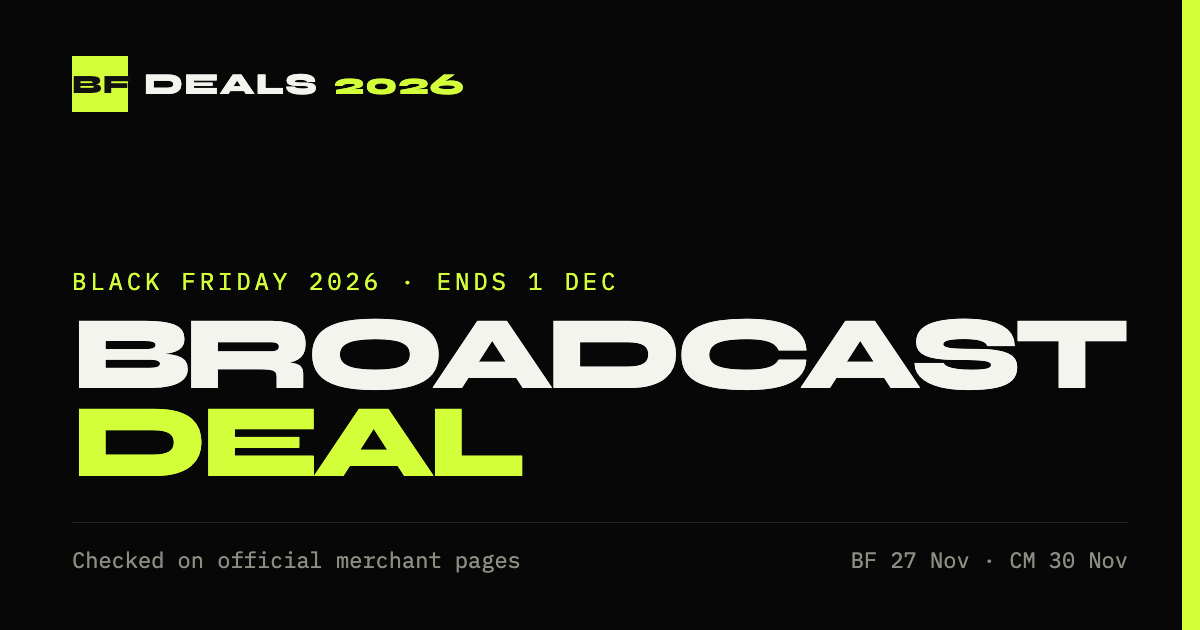 BF DEALS 2026
BLACK FRIDAY 2026 · ENDS 1 DEC
BROADCAST
DEAL
Checked on official merchant pages
BF 27 Nov · CM 30 Nov